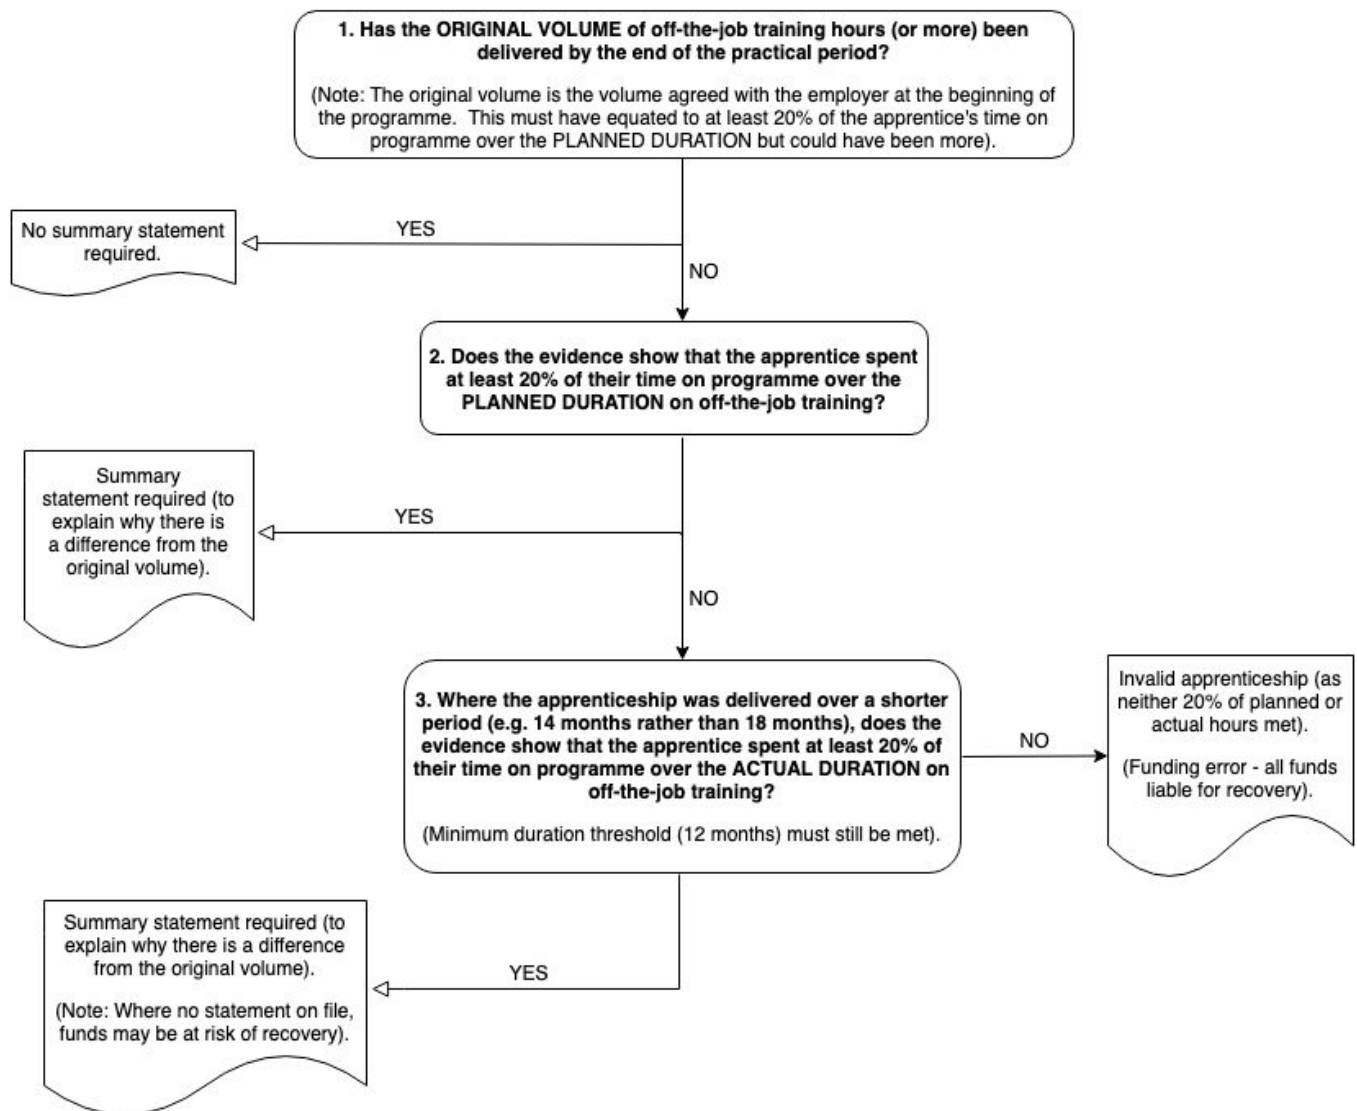 1. Has the ORIGINAL VOLUME of off-the-job training hours (or more) been
delivered by the end of the practical period?
(Note: The original volume is the volume agreed with the employer at the beginning of
the programme. This must have equated to at least 20% of the apprentice's time on
programme over the PLANNED DURATION but could have been more).
YES
No summary statement
required.
NO
2. Does the evidence show that the apprentice spent
at least 20% of their time on programme over the
PLANNED DURATION on off-the-job training?
YES
Summary
statement required (to
explain why there is
a difference from the
original volume).
NO
3. Where the apprenticeship was delivered over a shorter
period (e.g. 14 months rather than 18 months), does the
evidence show that the apprentice spent at least 20% of
their time on programme over the ACTUAL DURATION on
off-the-job training?
(Minimum duration threshold (12 months) must still be met).
NO
Invalid apprenticeship (as
neither 20% of planned or
actual hours met).
(Funding error - all funds
liable for recovery).
YES
Summary statement required (to
explain why there is a difference
from the original volume).
(Note: Where no statement on file,
funds may be at risk of recovery).